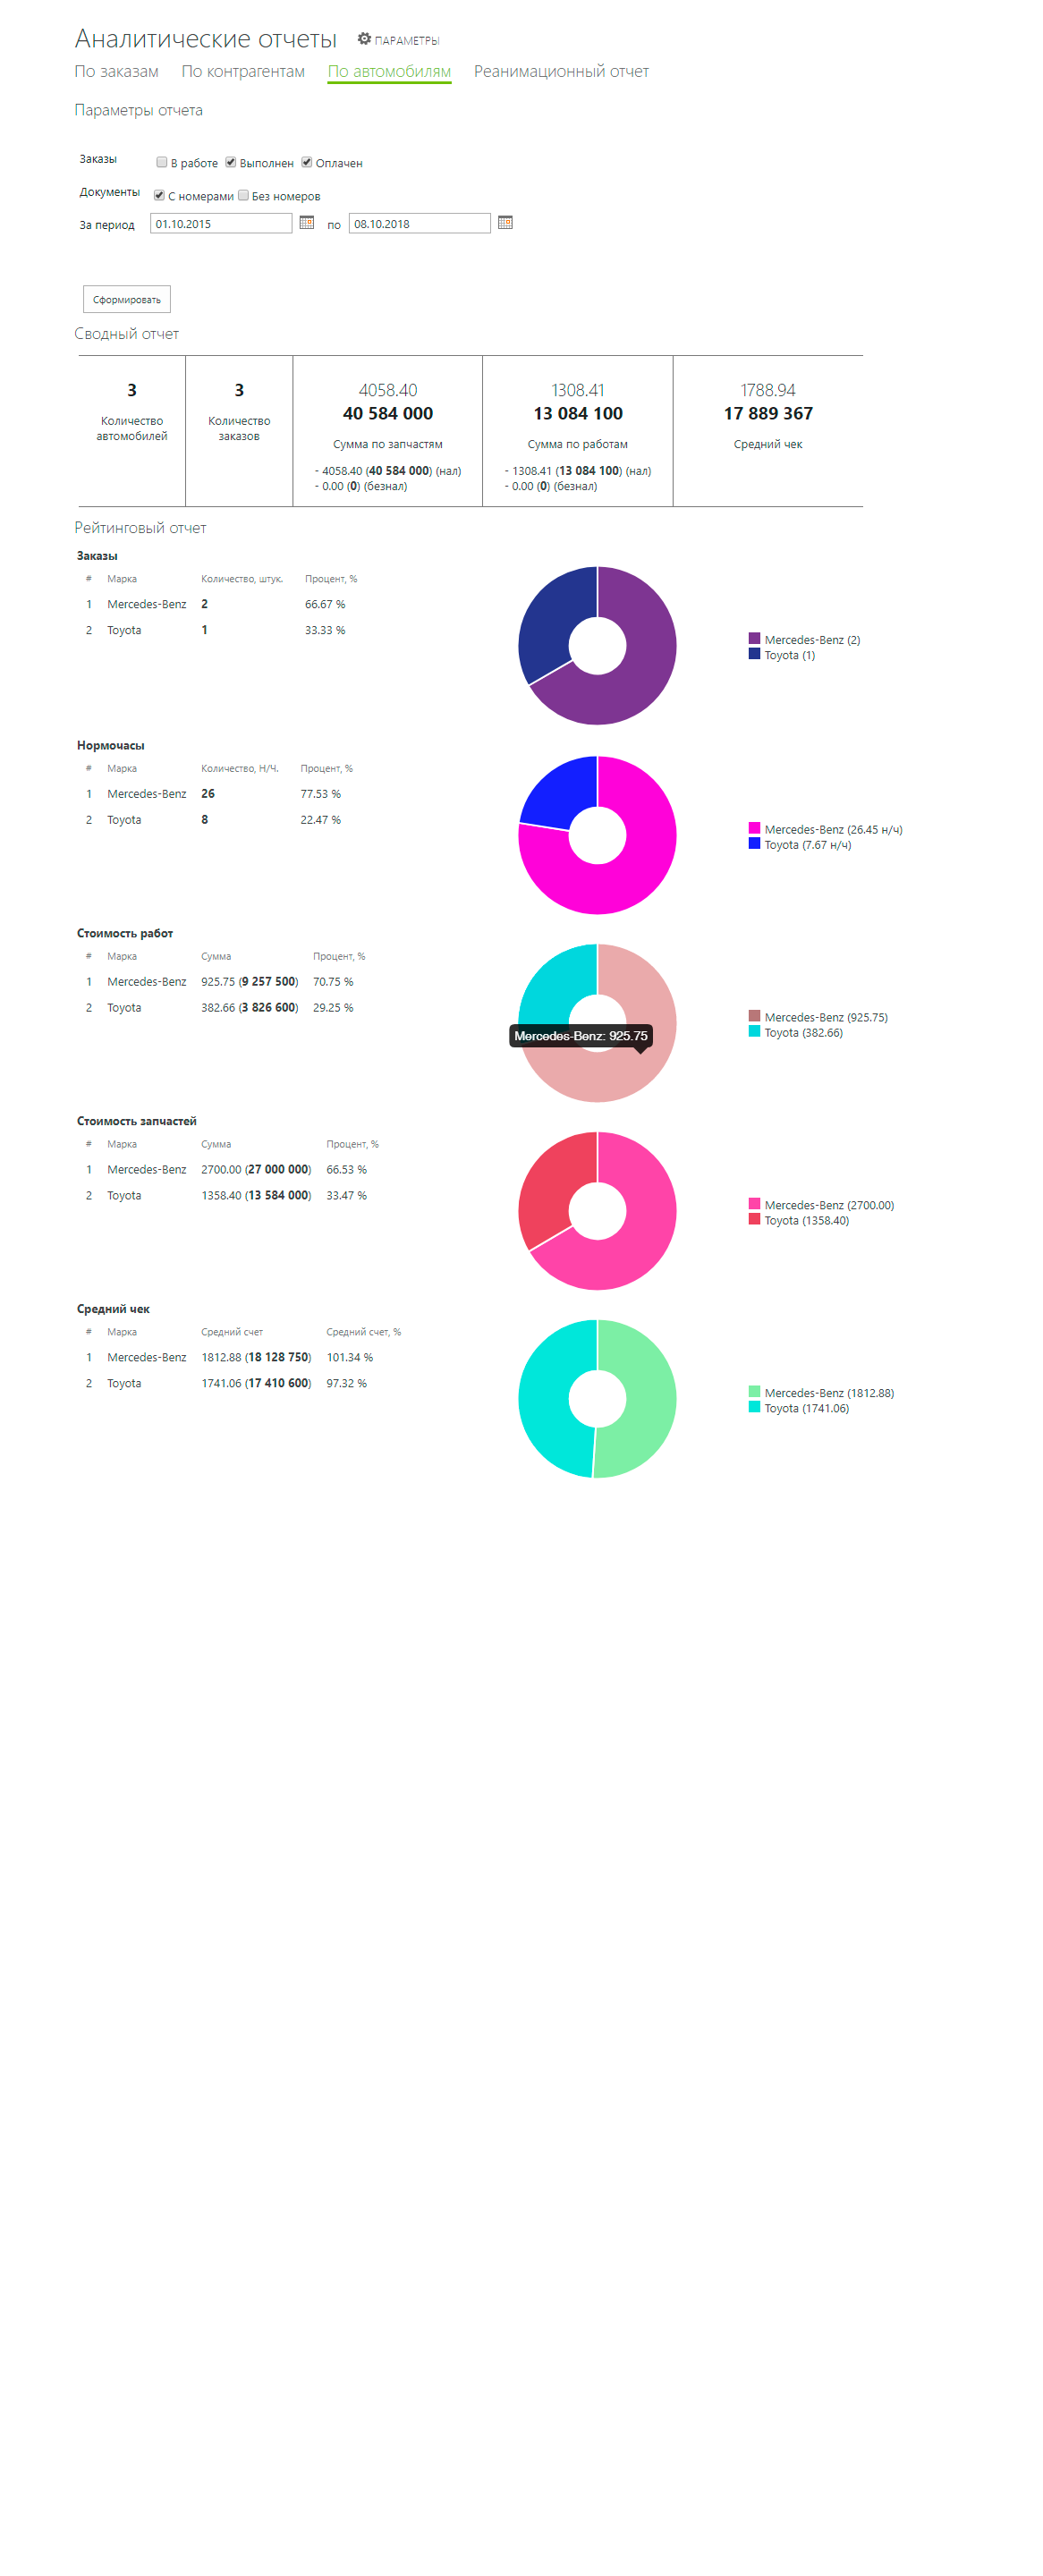 Аналитические отчеты ПАРАМЕТРЫ
По заказам По контрагентам По автомобилям Реанимационный отчет
Параметры отчета
Заказы В работе Выполнен Оплачен
Документы С номерами Без номеров
За период 01.10.2015 по 08.10.2018
Сформировать
Сводный отчет
3 3 4058.40 1308.41 1788.94
40 584 000 13 084 100 17 889 367
Количество автомобилей Количество заказов Сумма по запчастям Сумма по работам Средний чек
- 4058.40 (40 584 000) (нал) - 1308.41 (13 084 100) (нал)
- 0.00 (0) (безнал) - 0.00 (0) (безнал)
Рейтинговый отчет
Заказы
# Марка Количество, штук. Процент, %
1 Mercedes-Benz 2 66.67 %
2 Toyota 1 33.33 %
Mercedes-Benz (2)
Toyota (1)
Нормочасы
# Марка Количество, Н/Ч. Процент, %
1 Mercedes-Benz 26 77.53 %
2 Toyota 8 22.47 %
Mercedes-Benz (26.45 н/ч)
Toyota (7.67 н/ч)
Стоимость работ
# Марка Сумма Процент, %
1 Mercedes-Benz 925.75 (9 257 500) 70.75 %
2 Toyota 382.66 (3 826 600) 29.25 %
Mercedes-Benz: 925.75
Mercedes-Benz (925.75)
Toyota (382.66)
Стоимость запчастей
# Марка Сумма Процент, %
1 Mercedes-Benz 2700.00 (27 000 000) 66.53 %
2 Toyota 1358.40 (13 584 000) 33.47 %
Mercedes-Benz (2700.00)
Toyota (1358.40)
Средний чек
# Марка Средний счет Средний счет, %
1 Mercedes-Benz 1812.88 (18 128 750) 101.34 %
2 Toyota 1741.06 (17 410 600) 97.32 %
Mercedes-Benz (1812.88)
Toyota (1741.06)